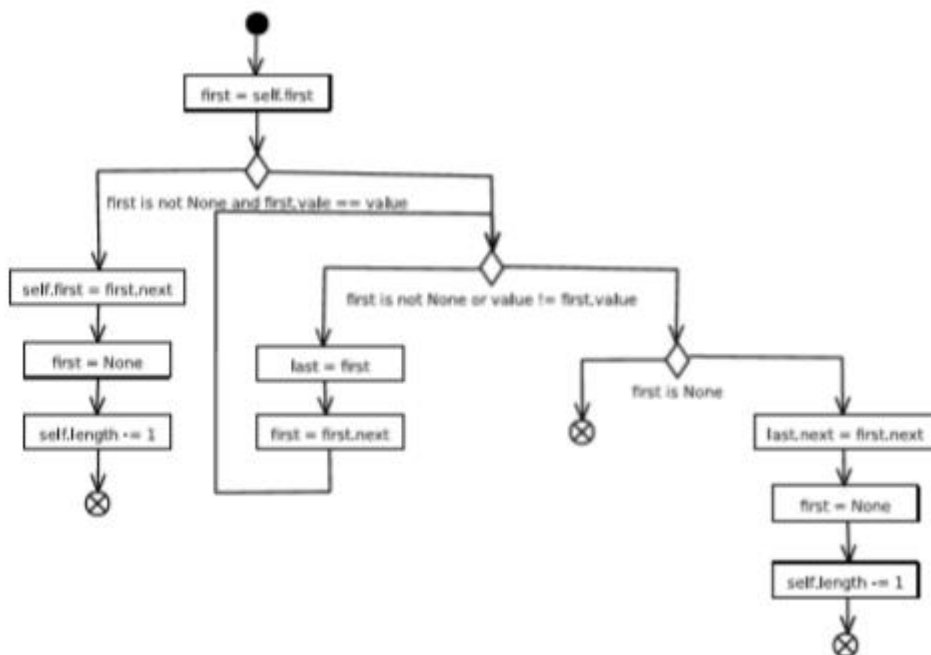 first = self.first
first is not None and first.vale == value
self.first = first.next
first is not None or value != first.value
first = None
last = first
first is None
self.length -= 1
first = first.next
last.next = first.next
first = None
self.length -= 1